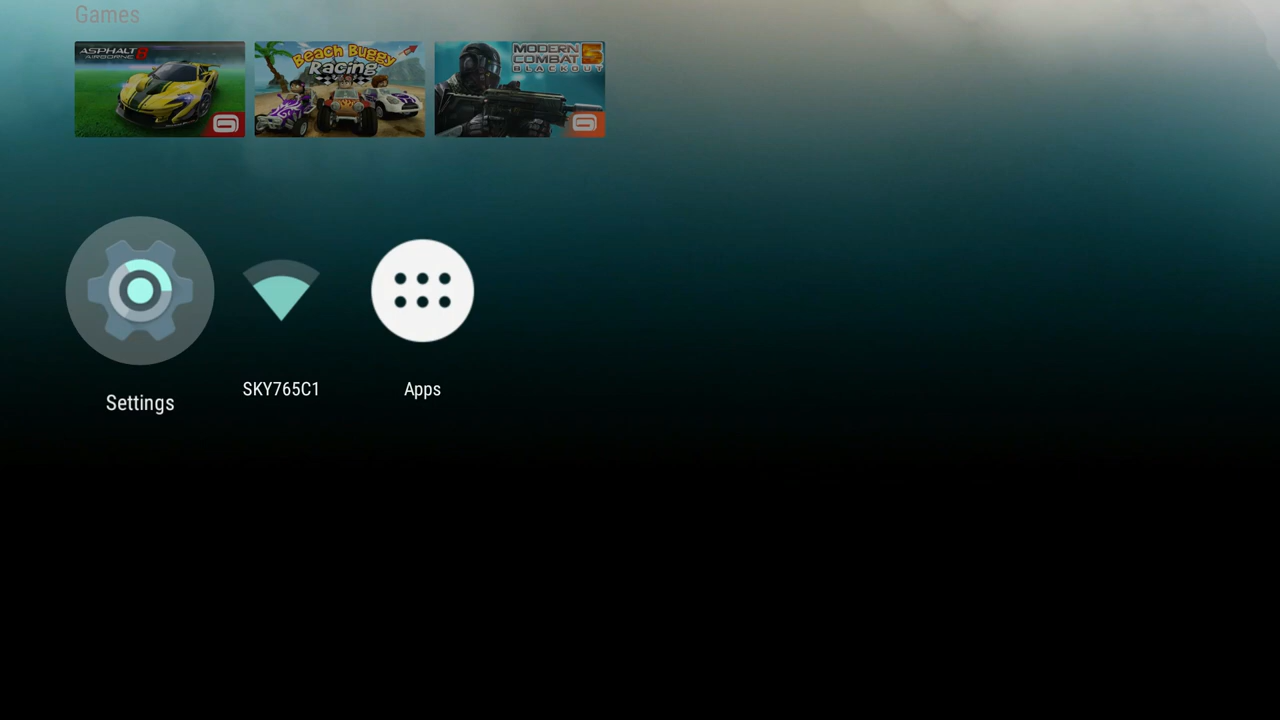 Games
ASPHALT 8
AIRBORNE
Beach Buggy
Racing
MODERN
COMBAT 5
BLACKOUT
Settings
SKY765C1
Apps